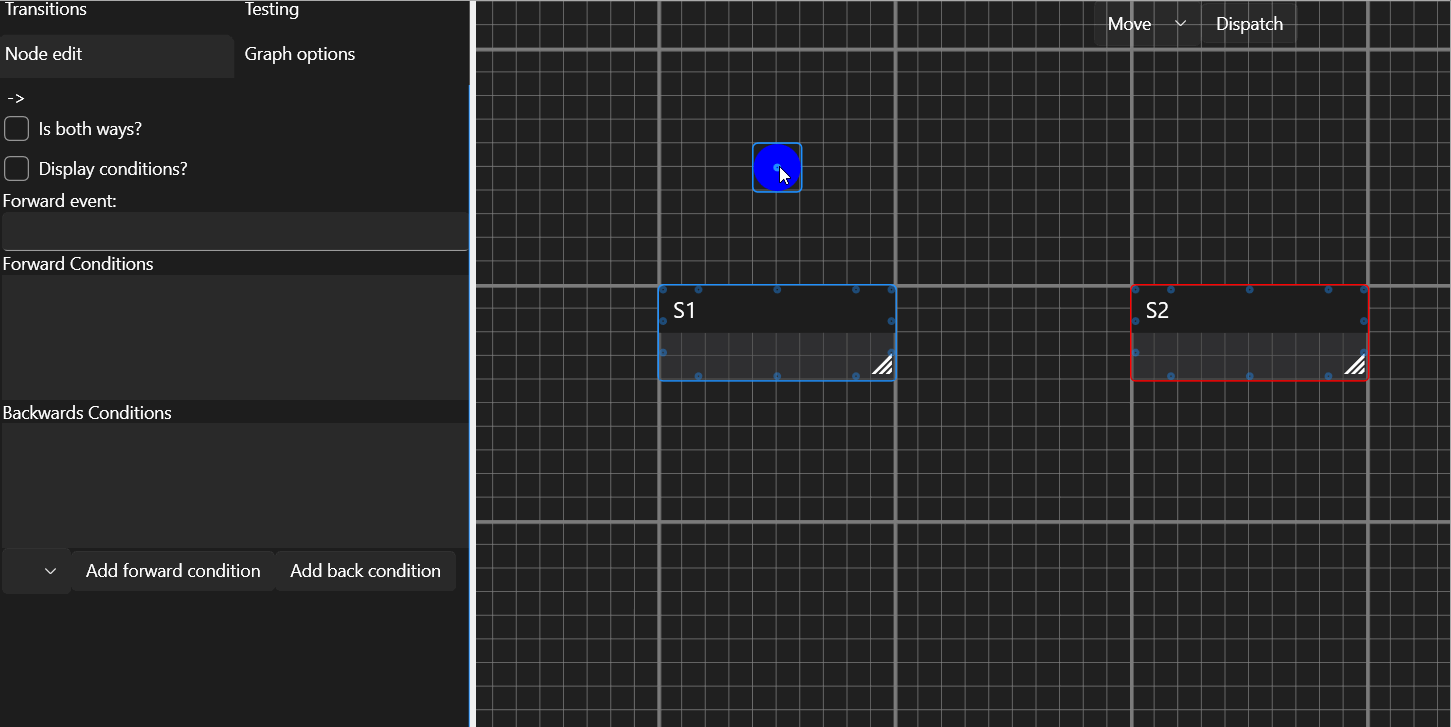 Transitions
Testing
Node edit
Graph options
->
Is both ways?
Display conditions?
Forward event:
Forward Conditions
Backwards Conditions
Add forward condition
Add back condition
Move
Dispatch
S1
S2